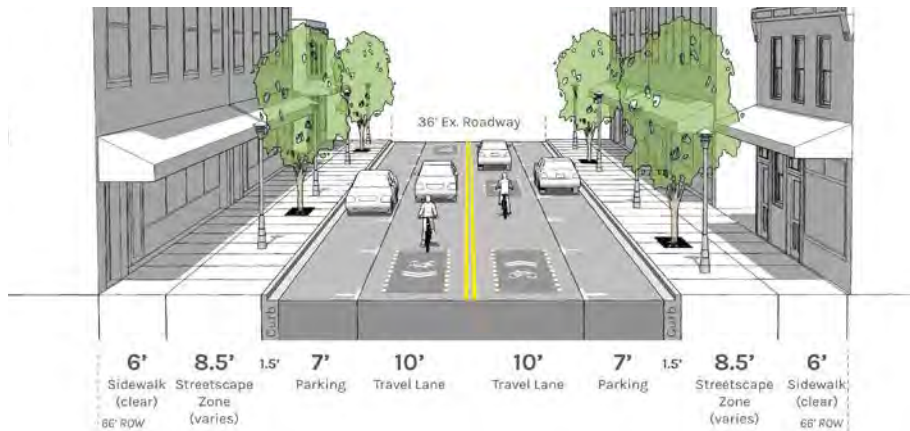 36' Ex. Roadway
Curb
Curb
6' 8.5' 1.5' 7' 10' 10' 7' 1.5' 8.5' 6'
Sidewalk Streetscape Parking Travel Lane Travel Lane Parking Streetscape Sidewalk
(clear) Zone Zone (clear)
66' ROW (varies) (varies) 66' ROW